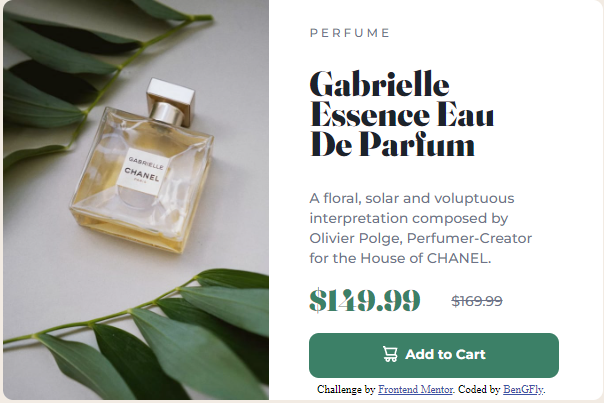 GABRIELLE
CHANEL
PARIS
PERFUME
Gabrielle
Essence Eau
De Parfum
A floral, solar and voluptuous
interpretation composed by
Olivier Polge, Perfumer-Creator
for the House of CHANEL.
$149.99 $169.99
Add to Cart
Challenge by Frontend Mentor. Coded by BenGFly.